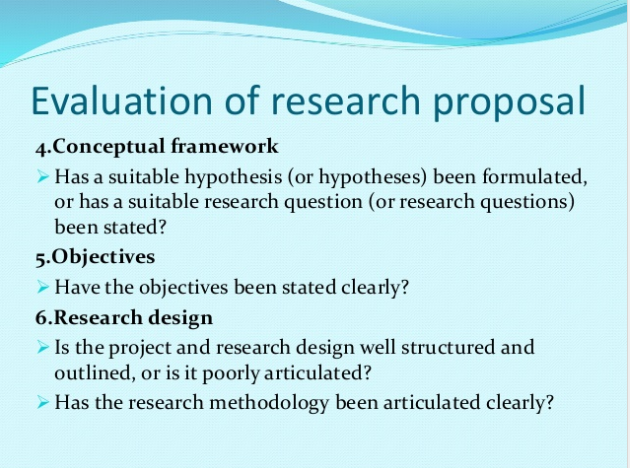 Evaluation of research proposal
4.Conceptual framework
Has a suitable hypothesis (or hypotheses) been formulated,
or has a suitable research question (or research questions)
been stated?
5.Objectives
Have the objectives been stated clearly?
6.Research design
Is the project and research design well structured and
outlined, or is it poorly articulated?
Has the research methodology been articulated clearly?